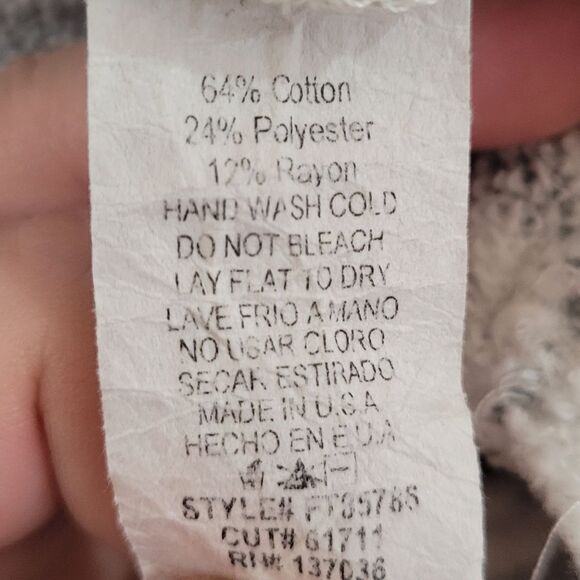 64% Cotton
24% Polyester
12% Rayon
HAND WASH COLD
DO NOT BLEACH
LAY FLAT TO DRY
LAVE FRIO A MANO
NO USAR CLORO
SECAR ESTIRADO
MADE IN U.S.A
HECHO EN E.U.A
STYLE#
CUT# 61711
RN# 137036